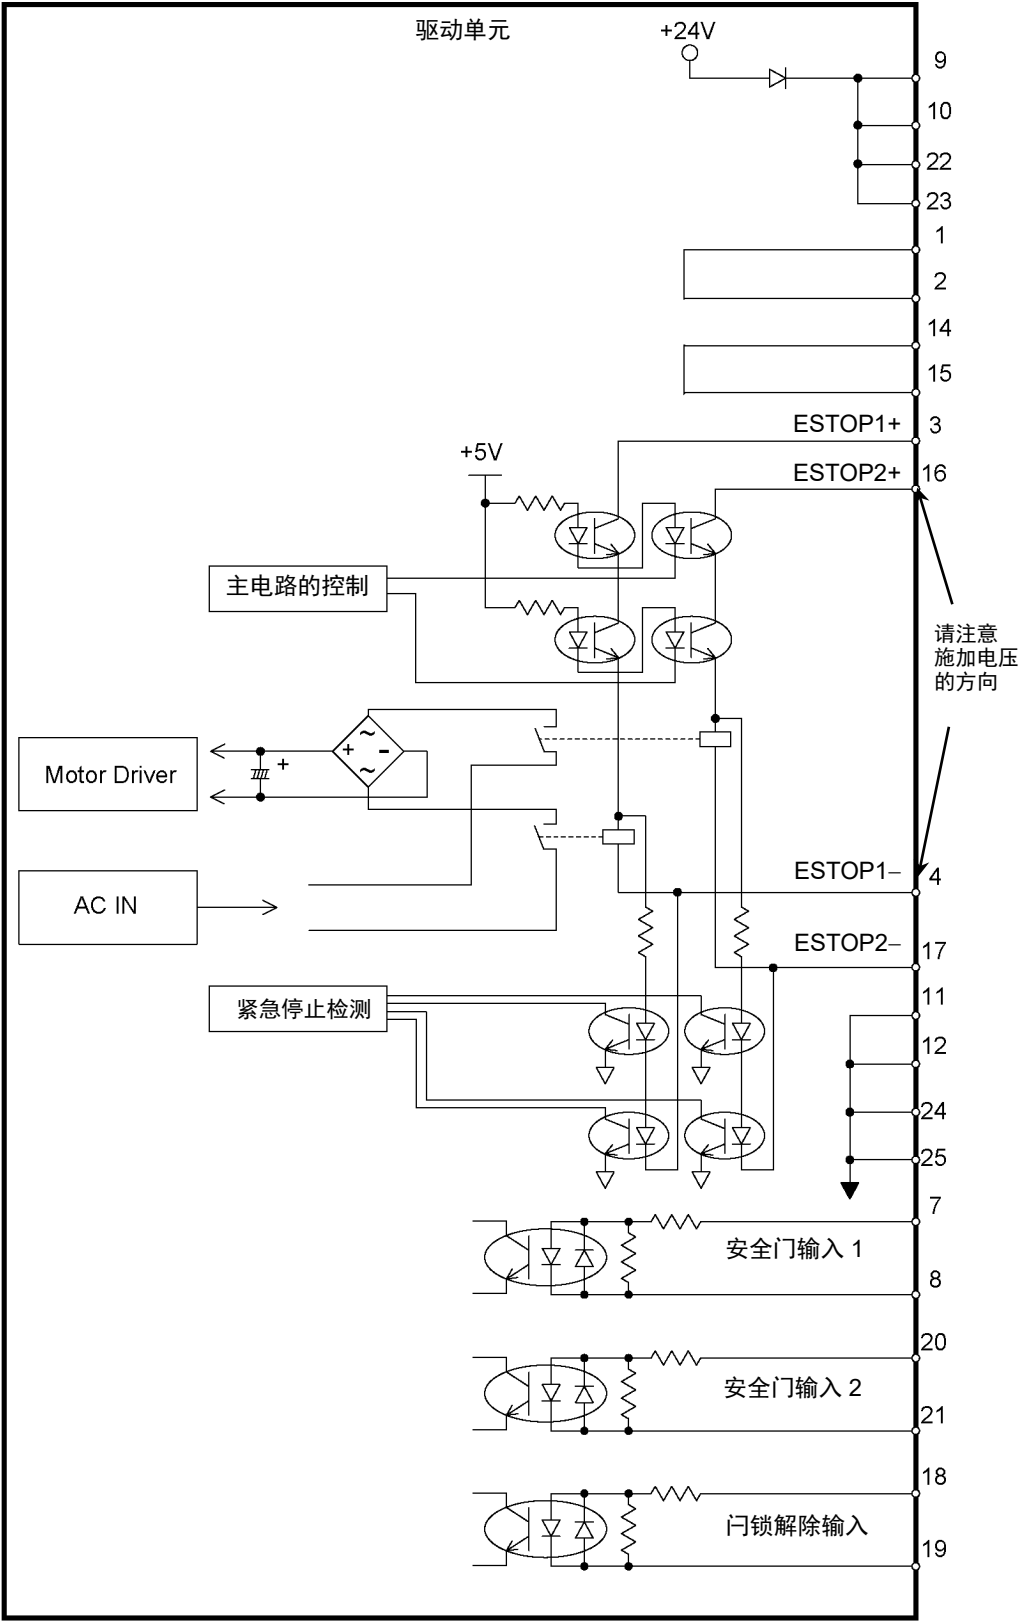 驱动单元
+24V
9
10
22
23
1
2
14
15
ESTOP1+ 3
+5V
ESTOP2+ 16
主电路的控制
请注意
施加电压
的方向
Motor Driver
+ ~ - ~
+
AC IN
ESTOP1– 4
ESTOP2– 17
紧急停止检测
11
12
24
25
7
安全门输入 1
8
20
安全门输入 2
21
18
闩锁解除输入
19